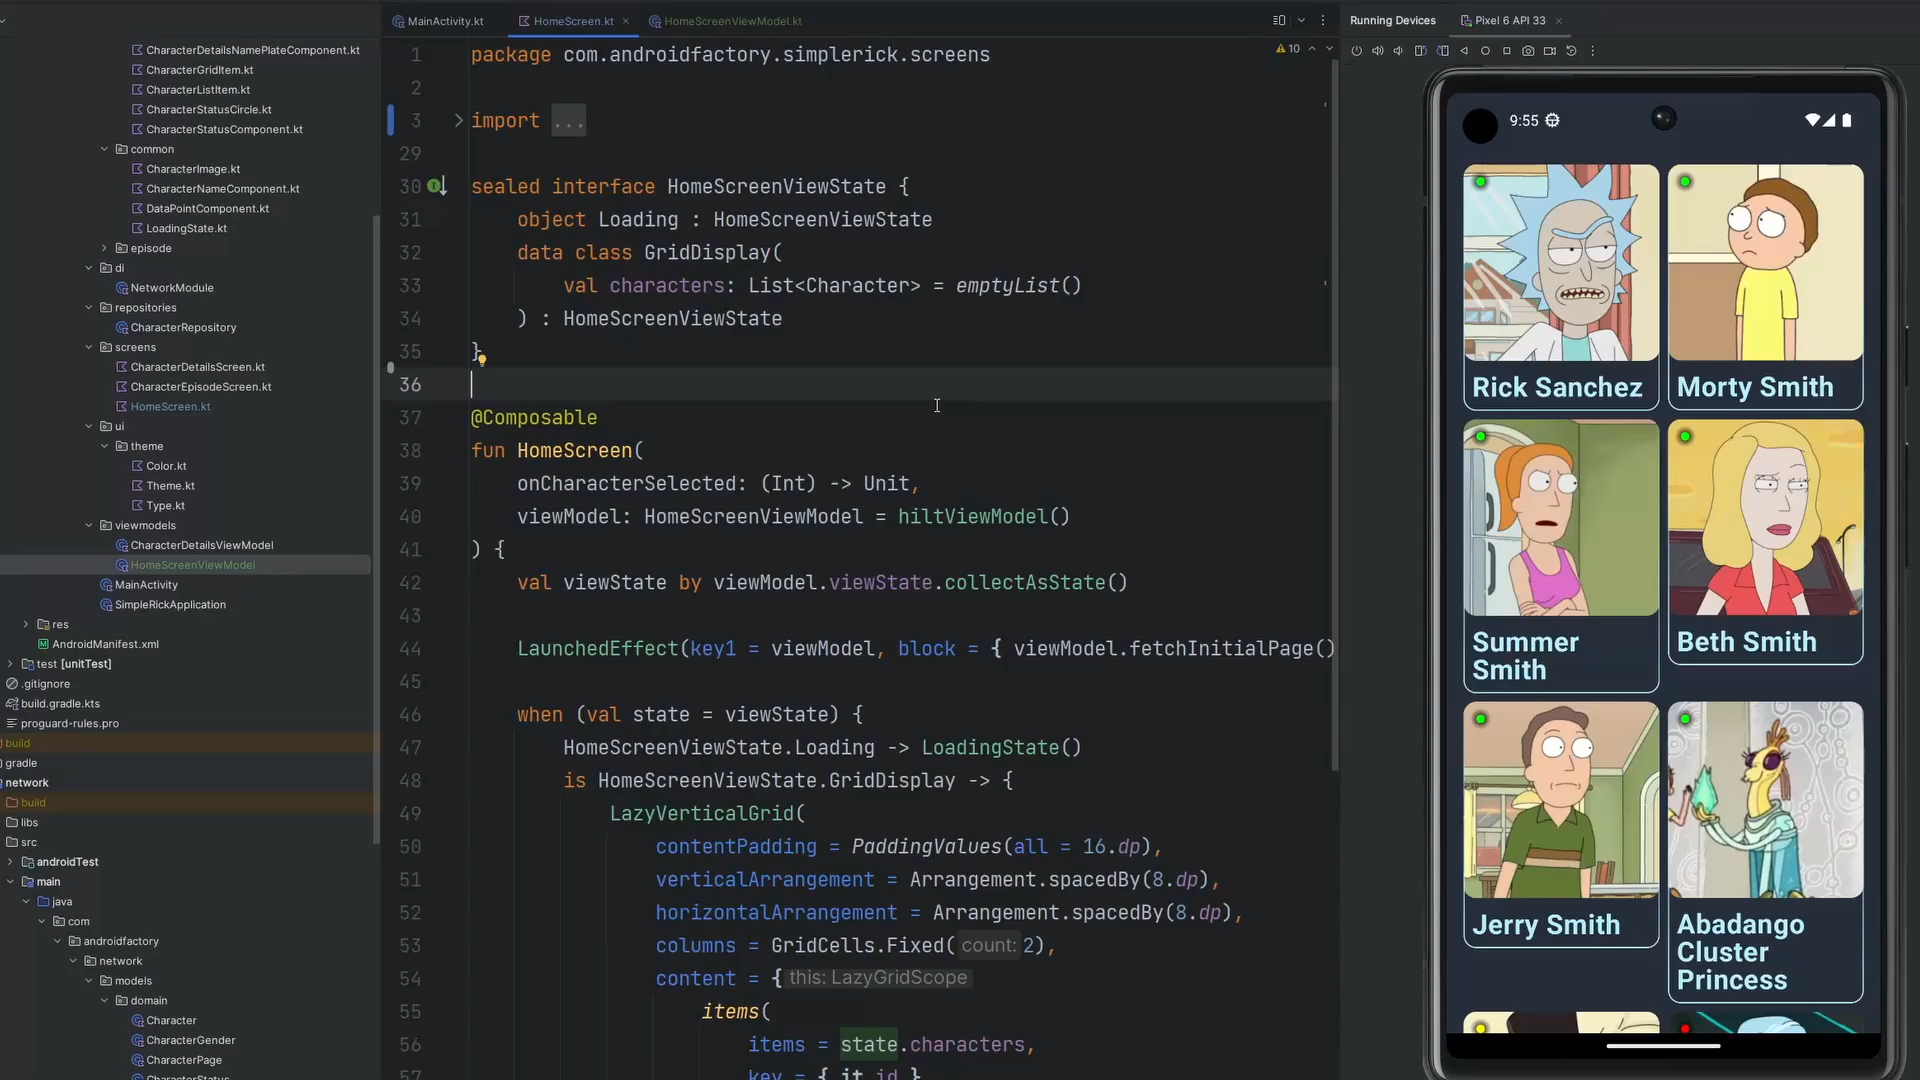 CharacterDetailsNamePlateComponent.kt
CharacterGridItem.kt
CharacterListItem.kt
CharacterStatusCircle.kt
CharacterStatusComponent.kt
common
CharacterImage.kt
CharacterNameComponent.kt
DataPointComponent.kt
LoadingState.kt
episode
di
NetworkModule
repositories
CharacterRepository
screens
CharacterDetailsScreen.kt
CharacterEpisodeScreen.kt
HomeScreen.kt
ui
theme
Color.kt
Theme.kt
Type.kt
viewmodels
CharacterDetailsViewModel
HomeScreenViewModel
MainActivity
SimpleRickApplication
res
AndroidManifest.xml
test [unitTest]
.gitignore
build.gradle.kts
proguard-rules.pro
build
gradle
network
build
libs
src
androidTest
main
java
com
androidfactory
network
models
domain
Character
CharacterGender
CharacterPage
CharacterStatus
MainActivity.kt HomeScreen.kt HomeScreenViewModel.kt
10
1 package com.androidfactory.simplerick.screens
2
3 import ...
29
30 sealed interface HomeScreenViewState {
31 object Loading : HomeScreenViewState
32 data class GridDisplay(
33 val characters: List<Character> = emptyList()
34 ) : HomeScreenViewState
35 }
36
37 @Composable
38 fun HomeScreen(
39 onCharacterSelected: (Int) -> Unit,
40 viewModel: HomeScreenViewModel = hiltViewModel()
41 ) {
42 val viewState by viewModel.viewState.collectAsState()
43
44 LaunchedEffect(key1 = viewModel, block = { viewModel.fetchInitialPage()
45
46 when (val state = viewState) {
47 HomeScreenViewState.Loading -> LoadingState()
48 is HomeScreenViewState.GridDisplay -> {
49 LazyVerticalGrid(
50 contentPadding = PaddingValues(all = 16.dp),
51 verticalArrangement = Arrangement.spacedBy(8.dp),
52 horizontalArrangement = Arrangement.spacedBy(8.dp),
53 columns = GridCells.Fixed( count: 2),
54 content = { this: LazyGridScope
55 items(
56 items = state.characters,
57 key = { it.id }
Running Devices Pixel 6 API 33
9:55
Rick Sanchez
Morty Smith
Summer
Smith
Beth Smith
Jerry Smith
Abadango
Cluster
Princess